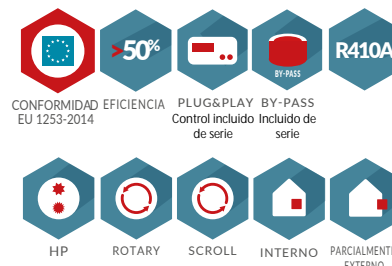 >50%
BY-PASS
R410A
CONFORMIDAD EFICIENCIA PLUG&PLAY BY-PASS
EU 1253-2014 Control incluido Incluido de
de serie serie
HP ROTARY SCROLL INTERNO PARCIALMENTE
EXTERNO